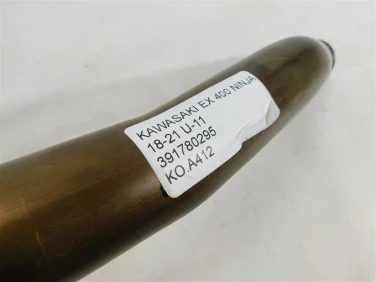 KAWASAKI EX 400 NINJA
18-21 U-11
391780295
KO.A412